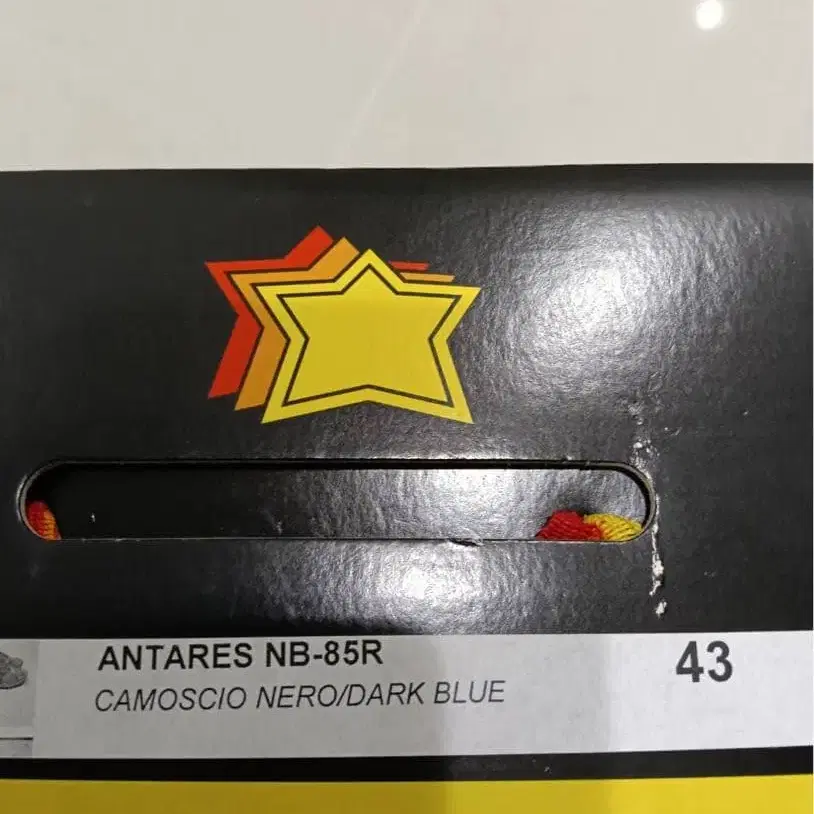 ANTARES NB-85R 43
CAMOSCIO NERO/DARK BLUE